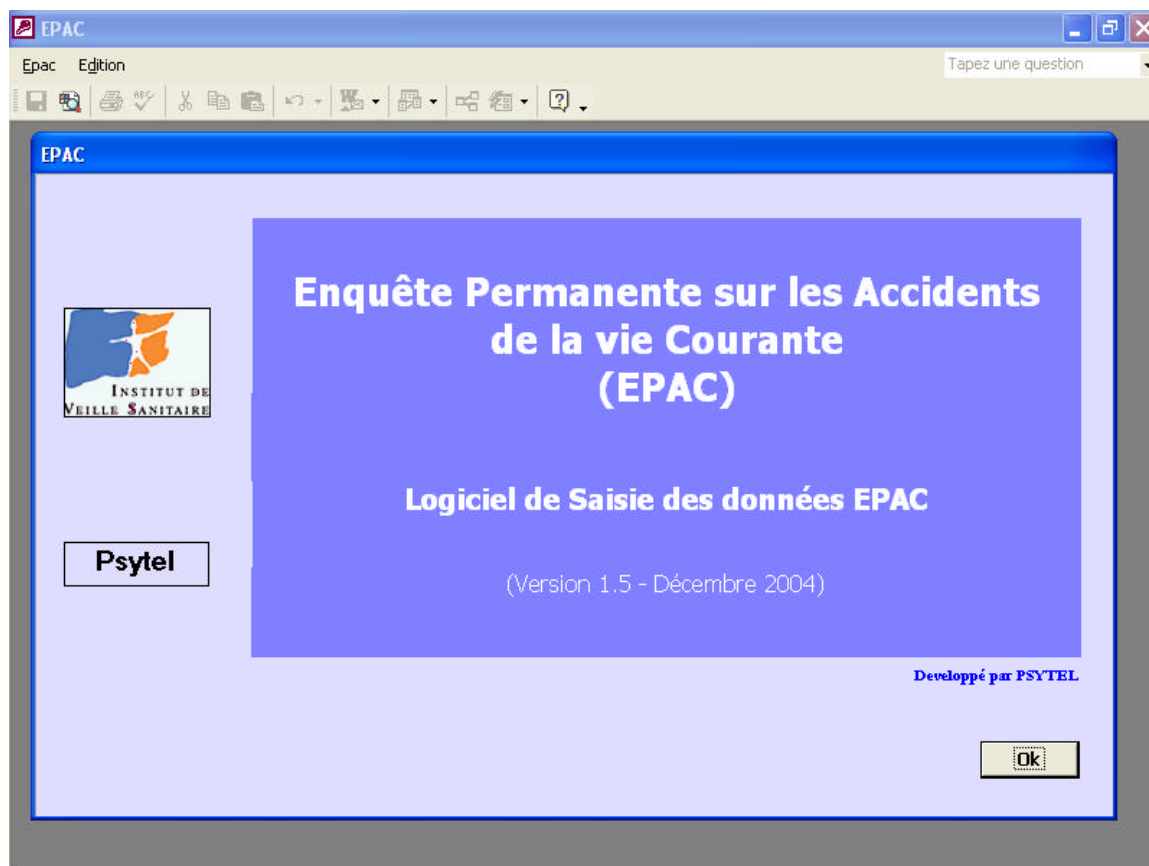 EPAC
Epac Edition
Tapez une question
EPAC
Enquête Permanente sur les Accidents
de la vie Courante
(EPAC)
INSTITUT DE
VEILLE SANITAIRE
Logiciel de Saisie des données EPAC
Psytel
(Version 1.5 - Décembre 2004)
Developpé par PSYTEL
Ok